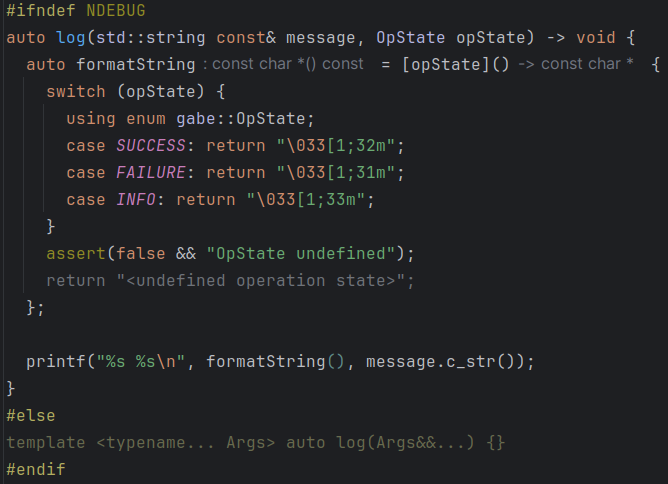 #ifndef NDEBUG
auto log(std::string const& message, OpState opState) -> void {
  auto formatString : const char *() const  = [opState]() -> const char *  {
    switch (opState) {
      using enum gabe::OpState;
      case SUCCESS: return "\033[1;32m";
      case FAILURE: return "\033[1;31m";
      case INFO: return "\033[1;33m";
    }
    assert(false && "OpState undefined");
    return "<undefined operation state>";
  };

  printf("%s %s\n", formatString(), message.c_str());
}
#else
template <typename... Args> auto log(Args&&...) {}
#endif